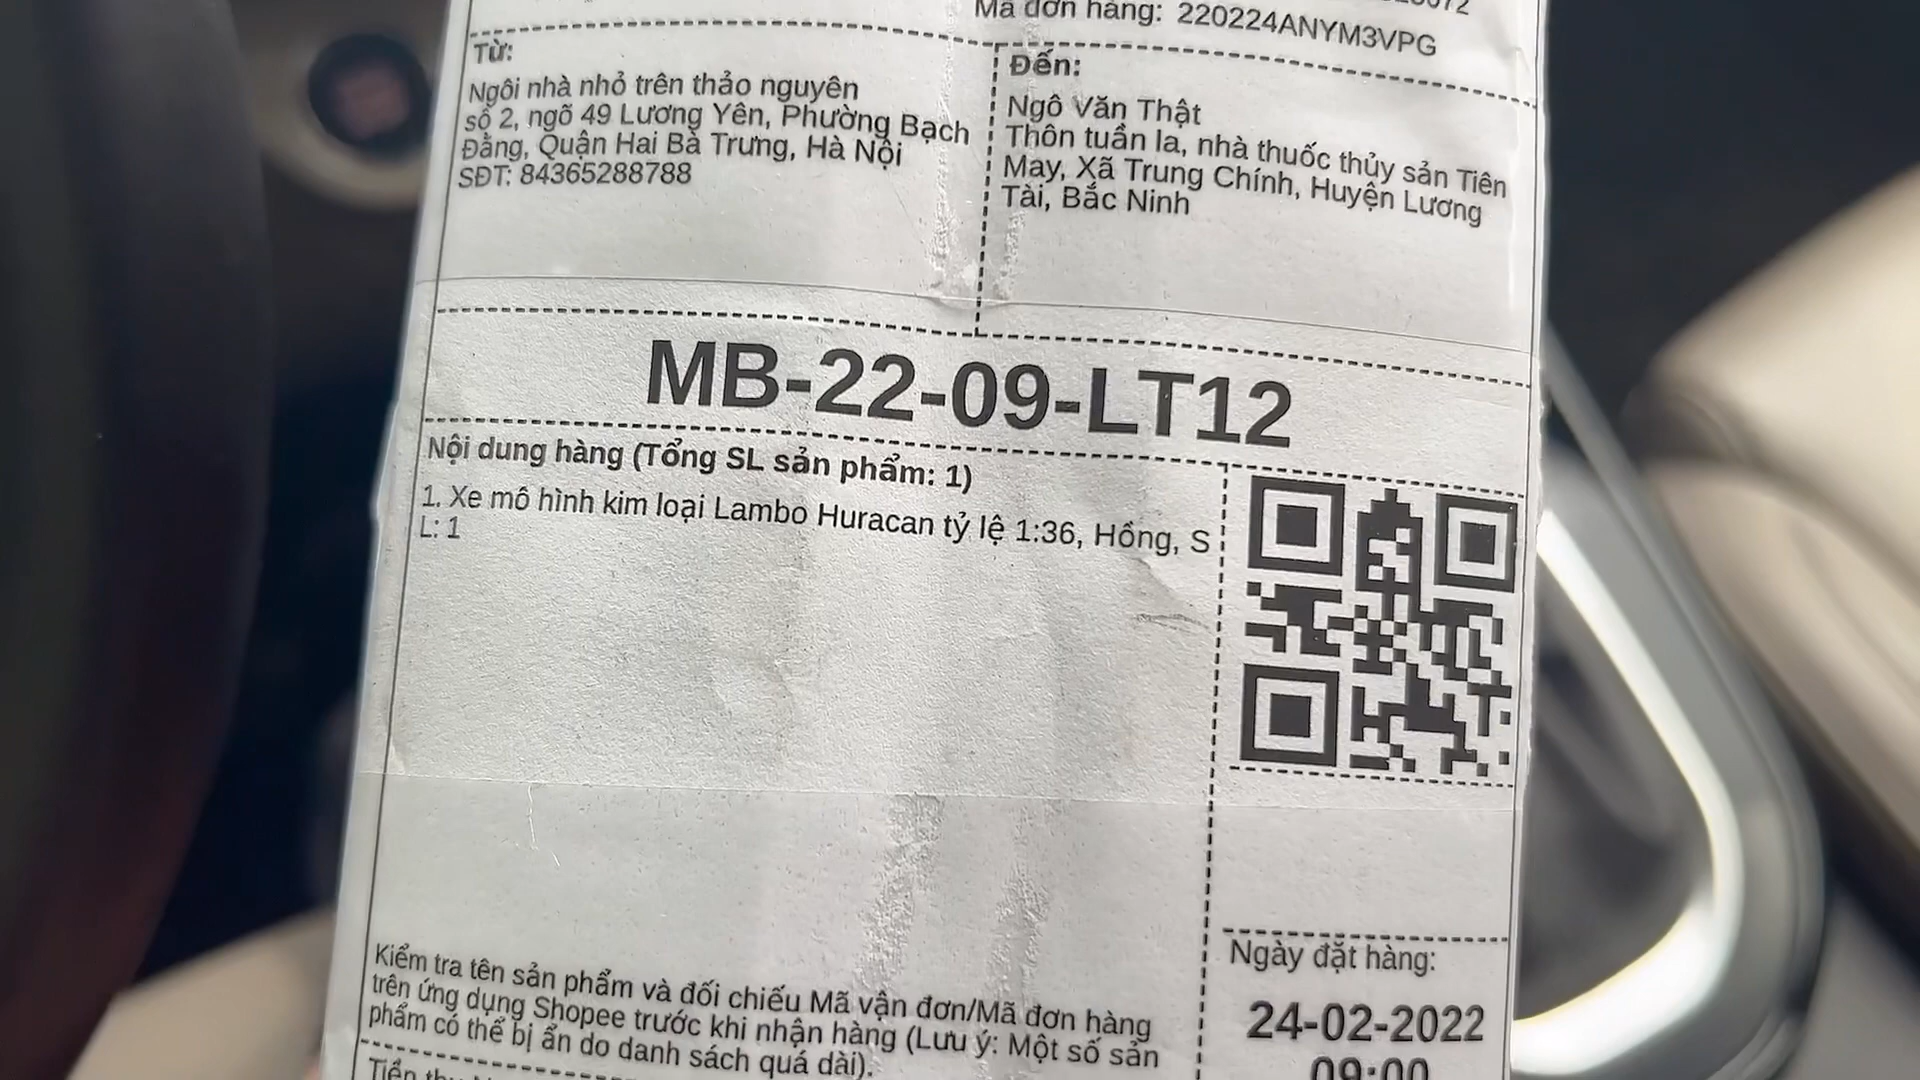 Mã đơn hàng: 220224ANYM3VPG
Từ:
Ngôi nhà nhỏ trên thảo nguyên
số 2, ngõ 49 Lương Yên, Phường Bạch
Đằng, Quận Hai Bà Trưng, Hà Nội
SĐT: 84365288788
Đến:
Ngô Văn Thật
Thôn tuần la, nhà thuốc thủy sản Tiên
May, Xã Trung Chính, Huyện Lương
Tài, Bắc Ninh
MB-22-09-LT12
Nội dung hàng (Tổng SL sản phẩm: 1)
1. Xe mô hình kim loại Lambo Huracan tỷ lệ 1:36, Hồng, S
L: 1
Kiểm tra tên sản phẩm và đối chiếu Mã vận đơn/Mã đơn hàng
trên ứng dụng Shopee trước khi nhận hàng (Lưu ý: Một số sản
phẩm có thể bị ẩn do danh sách quá dài).
Ngày đặt hàng:
24-02-2022
09:00
Tiền